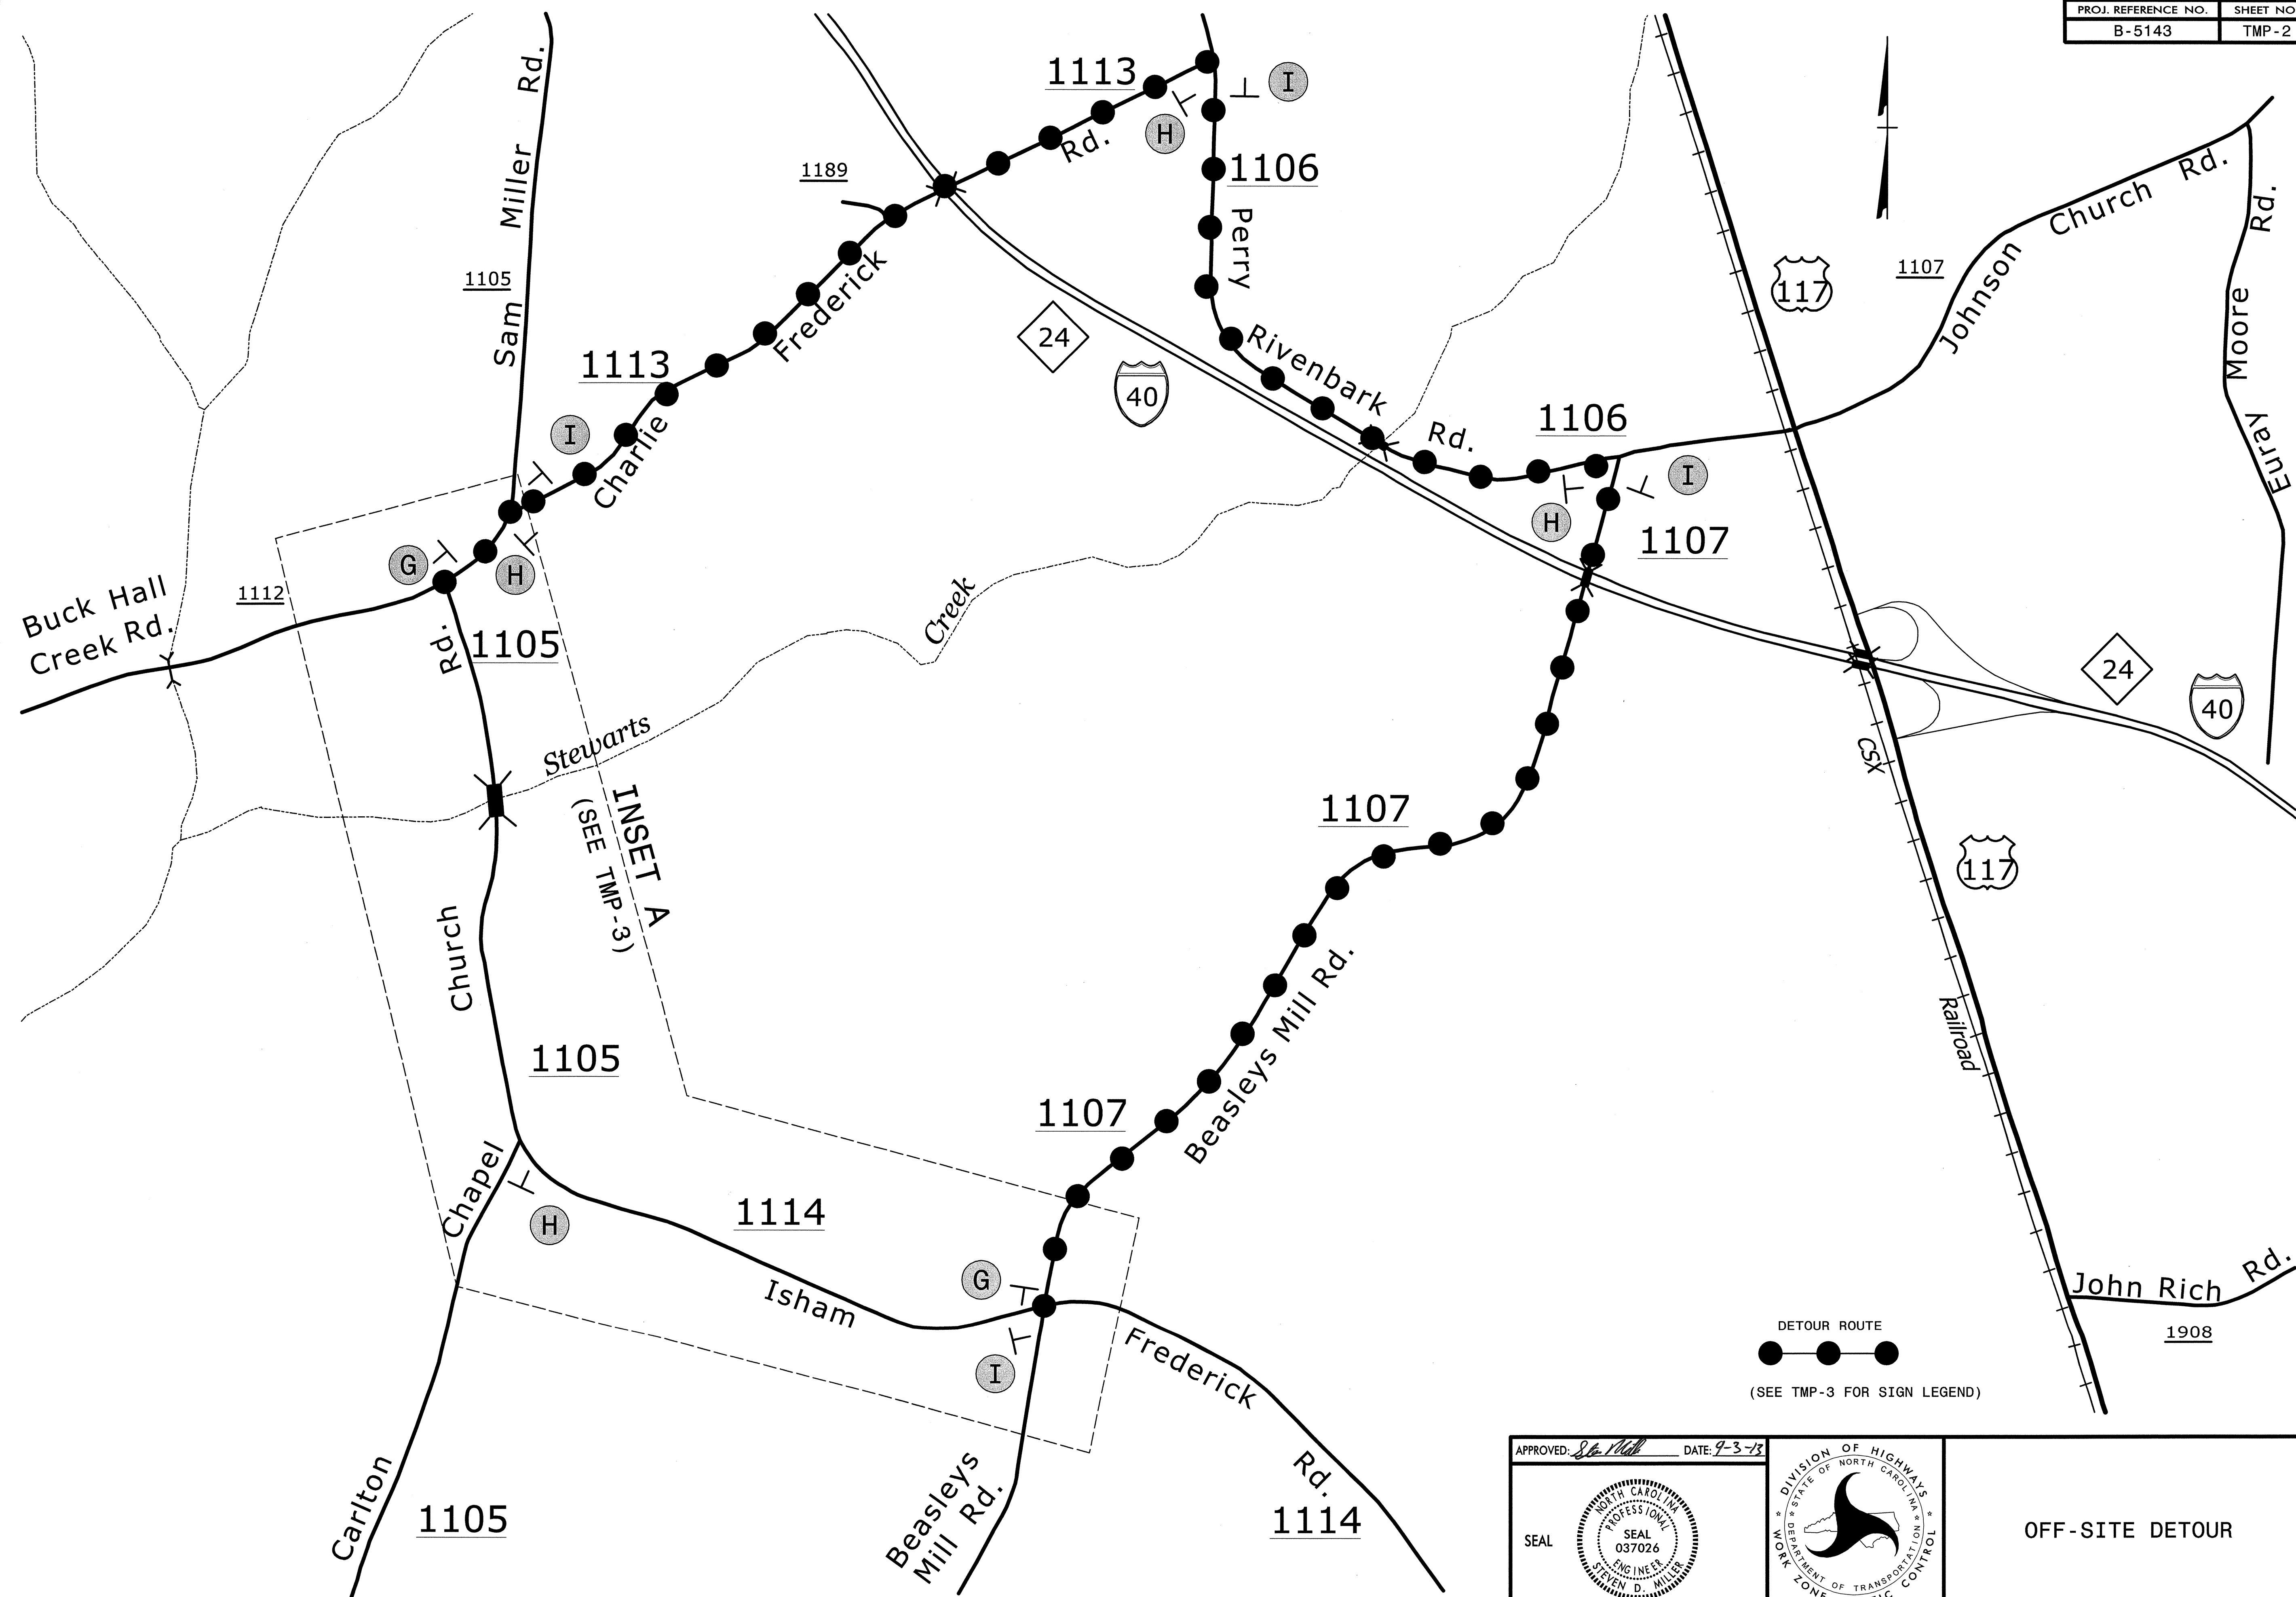 PROJ. REFERENCE NO.
SHEET NO
B-5143
TMP-2
Sam Miller Rd.
1105
1113
Rd.
H
I
1106
1189
Perry
Frederick
24
40
Rivenbark
Rd.
1106
117
1107
Johnson Church Rd.
Euray Moore Rd.
1113
Charlie
I
H
I
1107
G
H
Buck Hall
Creek Rd.
1112
Rd.
1105
Creek
Stewarts
24
40
CSX
117
INSET A
(SEE TMP-3)
1107
Church
Beasleys Mill Rd.
Railroad
1105
1107
Chapel
H
1114
Isham
G
I
Frederick
Rd.
1114
John Rich Rd.
1908
DETOUR ROUTE
(SEE TMP-3 FOR SIGN LEGEND)
Carlton
1105
Beasleys
Mill Rd.
APPROVED:
DATE: 9-3-13
SEAL
NORTH CAROLINA
PROFESSIONAL
SEAL
037026
ENGINEER
STEVEN D. MILLER
DIVISION OF HIGHWAYS
STATE OF NORTH CAROLINA
DEPARTMENT OF TRANSPORTATION
WORK ZONE CONTROL
OFF-SITE DETOUR